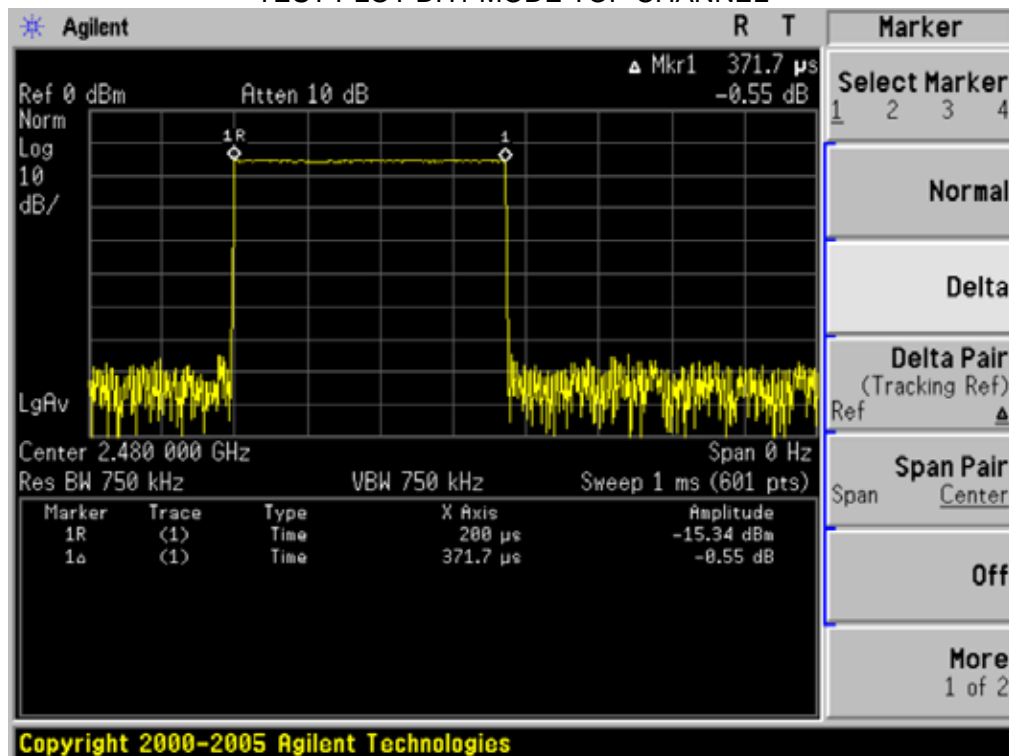 Agilent R T
Marker
▵ Mkr1 371.7 µs
Ref 0 dBm Atten 10 dB -0.55 dB
Norm
Log
10
dB/
1R
1
LgAv
Center 2.480 000 GHz Span 0 Hz
Res BW 750 kHz VBW 750 kHz Sweep 1 ms (601 pts)
Marker Trace Type X Axis Amplitude
1R (1) Time 200 µs -15.34 dBm
1▵ (1) Time 371.7 µs -0.55 dB
Select Marker
1 2 3 4
Normal
Delta
Delta Pair
(Tracking Ref)
Ref ▵
Span Pair
Span Center
Off
More
1 of 2
Copyright 2000-2005 Agilent Technologies